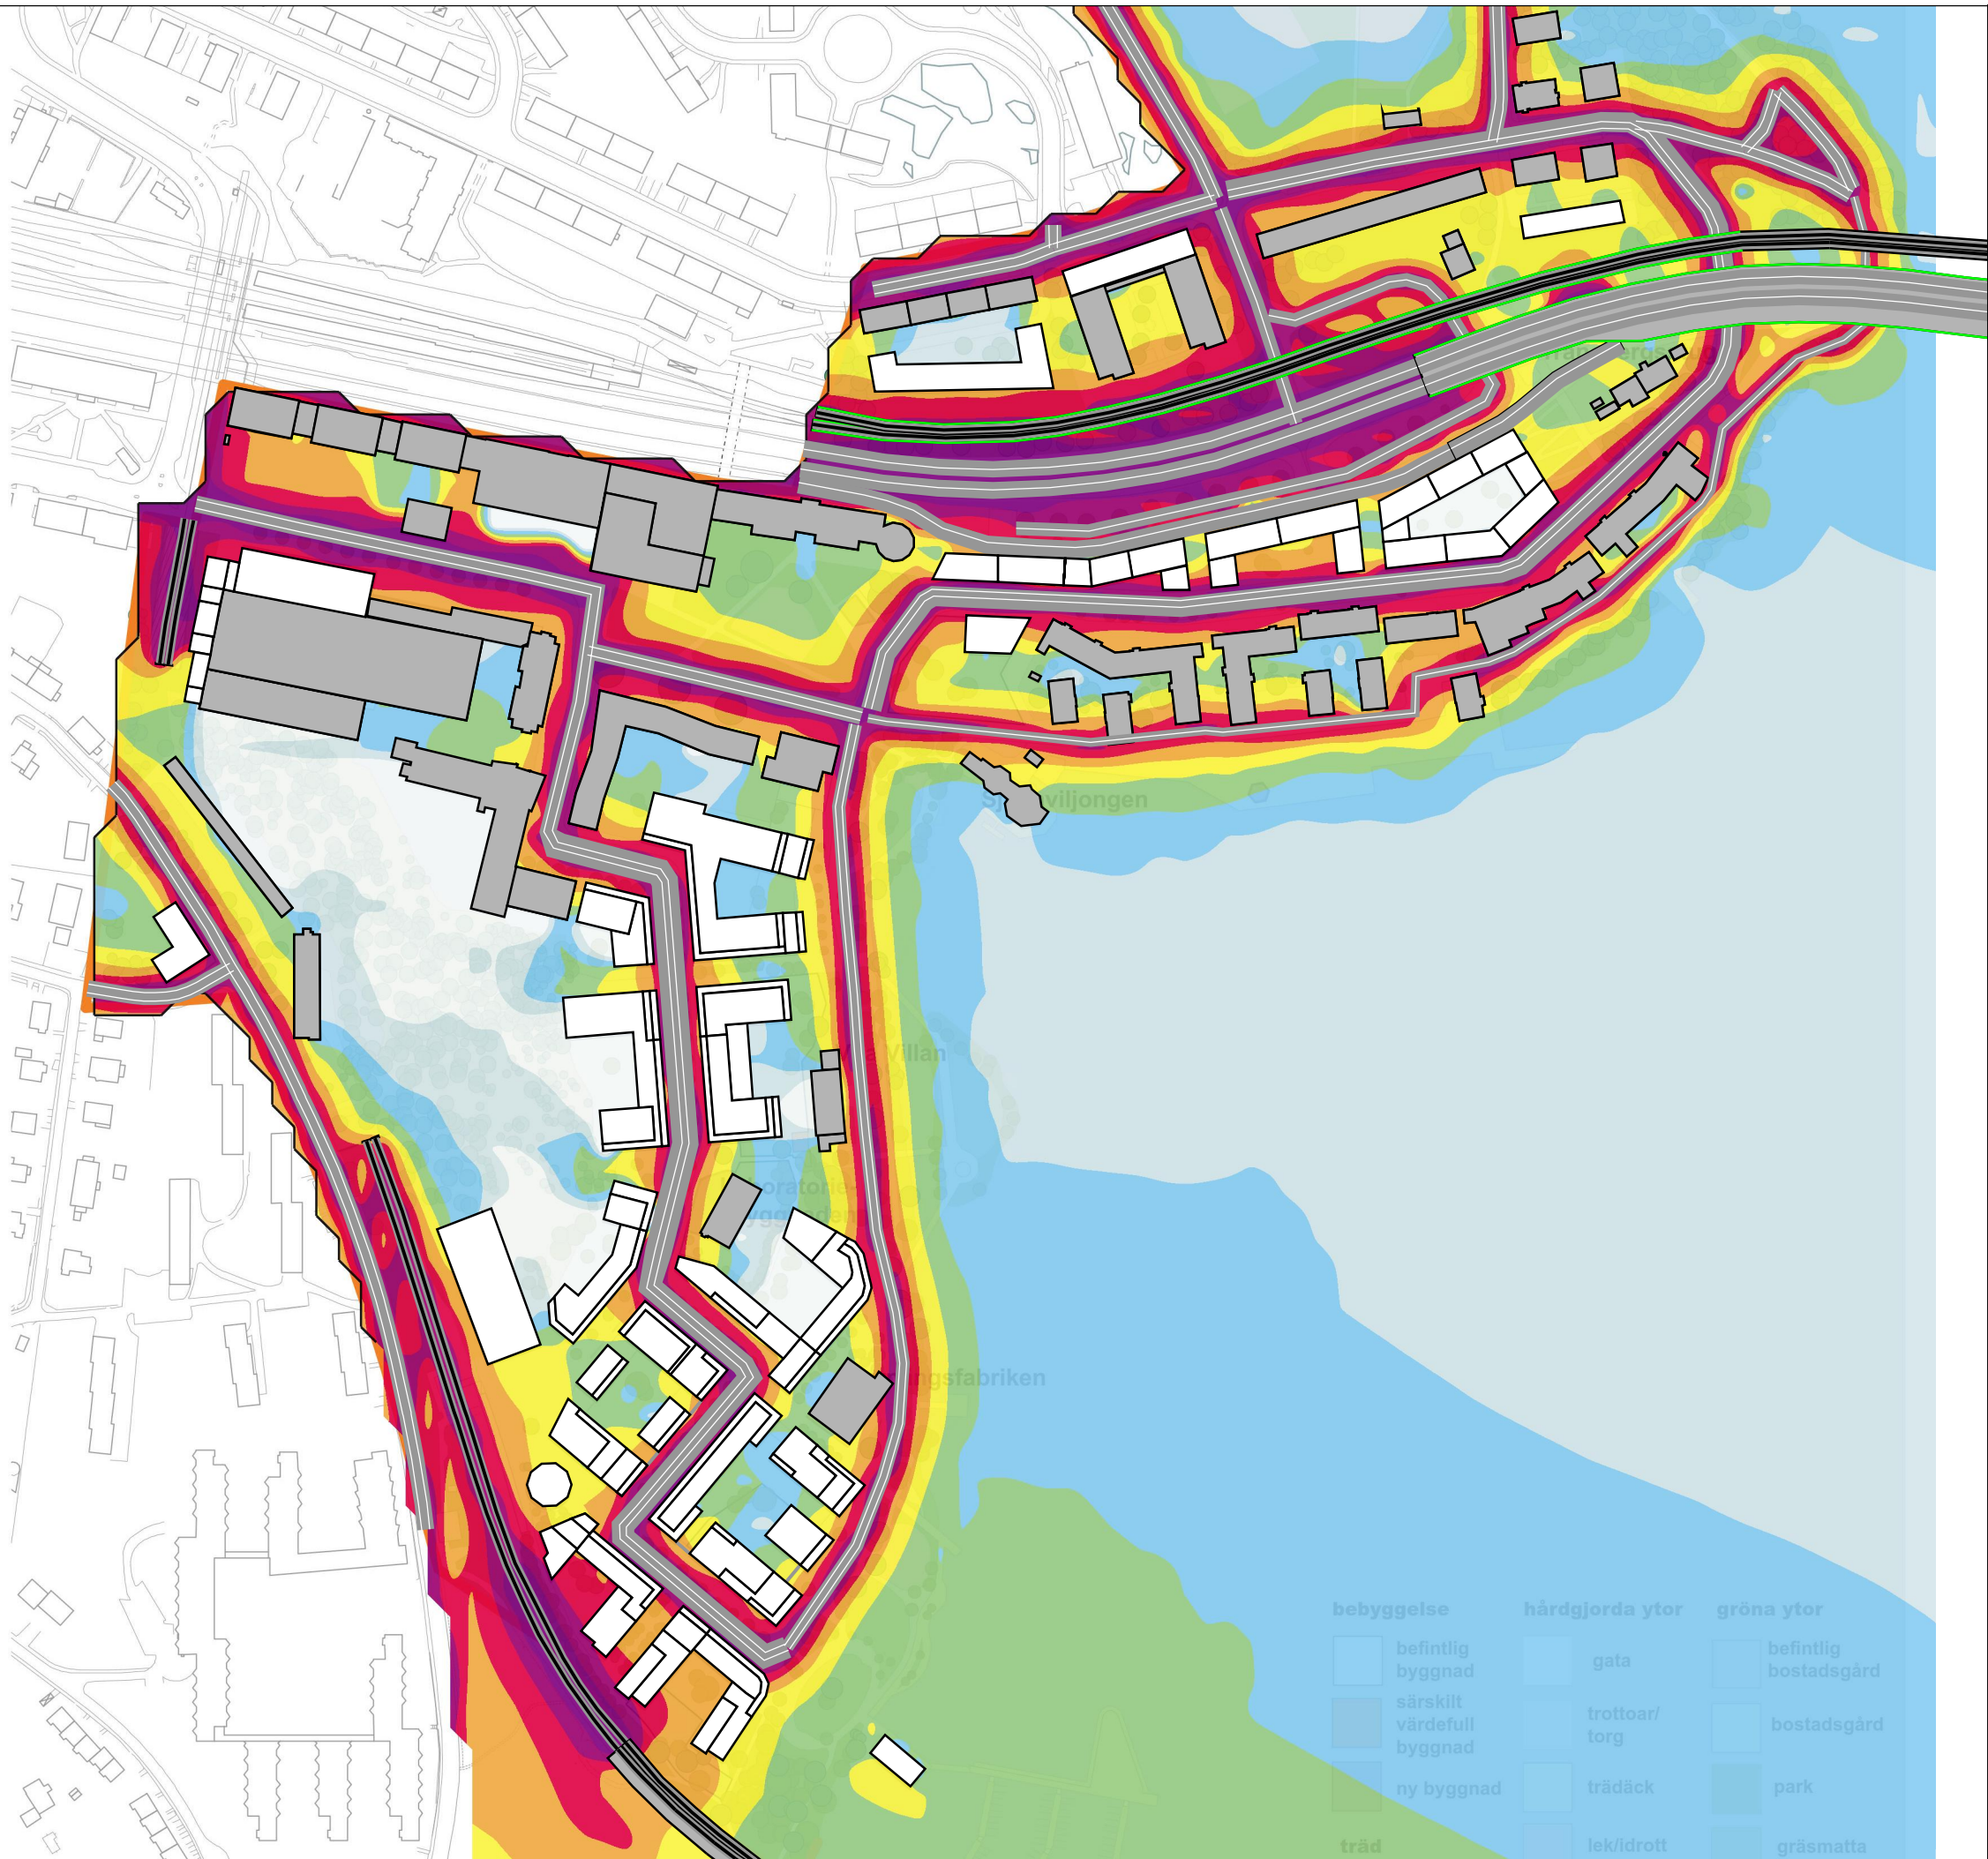 viljongen
Villan
ingsfabriken
bebyggelse
befintlig
byggnad
särskilt
värdefull
byggnad
ny byggnad
träd
hårdgjorda ytor
gata
trottoar/
torg
trädäck
lek/idrott
gröna ytor
befintlig
bostadsgård
bostadsgård
park
gräsmatta